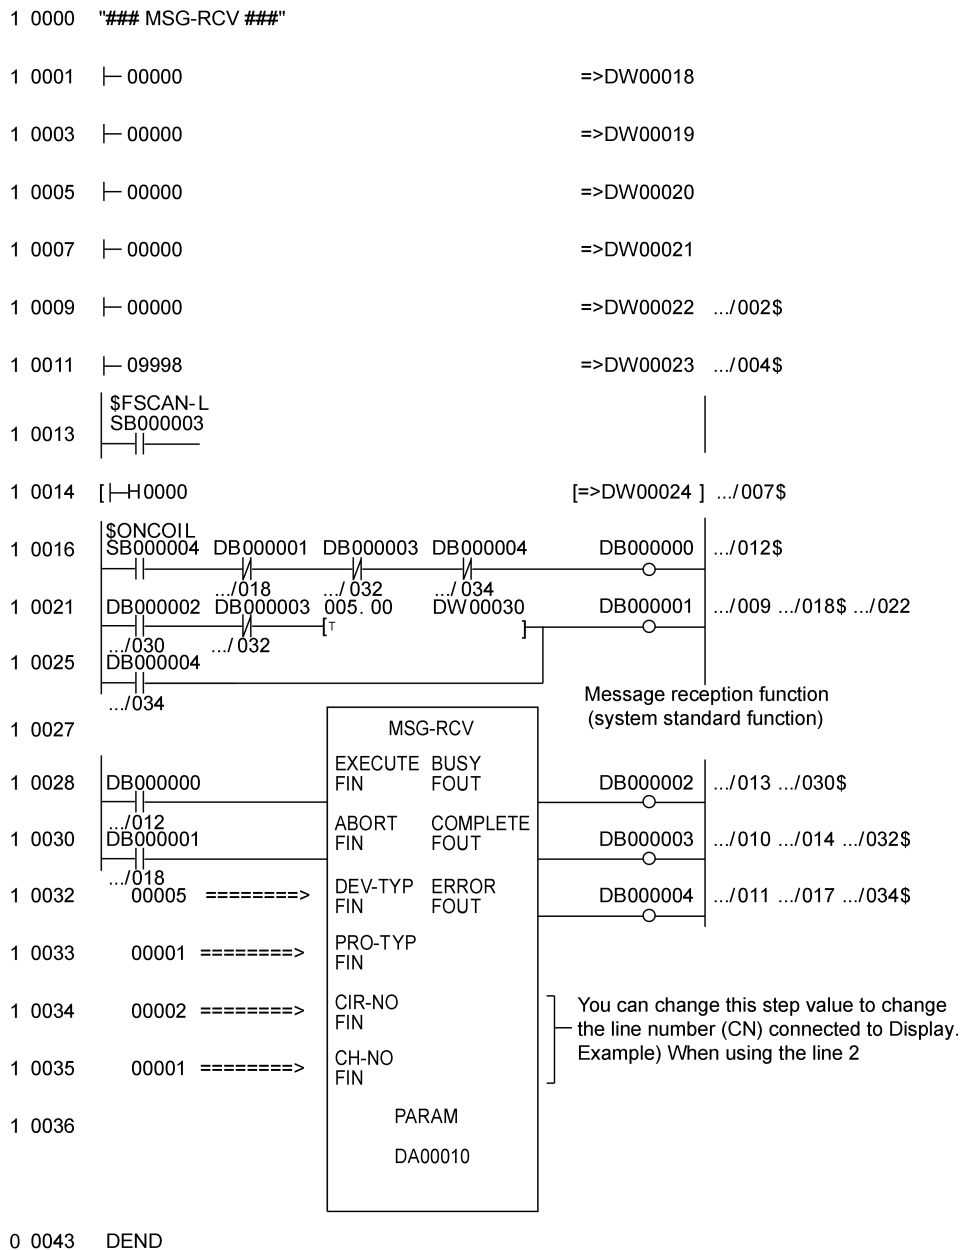 1 0000 "### MSG-RCV ###"
1 0001 00000 =>DW00018
1 0003 00000 =>DW00019
1 0005 00000 =>DW00020
1 0007 00000 =>DW00021
1 0009 00000 =>DW00022 .../002$
1 0011 09998 =>DW00023 .../004$
$FSCAN-L
SB000003
1 0013
1 0014 [ H0000 [=>DW00024 ] .../007$
$ONCOIL
1 0016 SB000004 DB000001 DB000003 DB000004 DB000000 .../012$
.../018 .../032 .../034
1 0021 DB000002 DB000003 005.00 DW00030 DB000001 .../009 .../018$ .../022
[T ]
.../030 .../032
1 0025 DB000004
.../034
Message reception function
(system standard function)
1 0027 MSG-RCV
EXECUTE BUSY
1 0028 DB000000 FIN FOUT DB000002 .../013 .../030$
.../012
ABORT COMPLETE
1 0030 DB000001 FIN FOUT DB000003 .../010 .../014 .../032$
.../018
DEV-TYP ERROR
1 0032 00005 ========> FIN FOUT DB000004 .../011 .../017 .../034$
PRO-TYP
1 0033 00001 ========> FIN
CIR-NO
1 0034 00002 ========> FIN
You can change this step value to change
the line number (CN) connected to Display.
Example) When using the line 2
CH-NO
1 0035 00001 ========> FIN
PARAM
1 0036
DA00010
0 0043 DEND